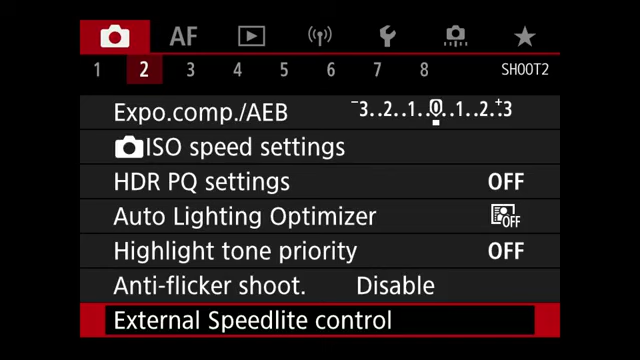 AF
1 2 3 4 5 6 7 8 SHOOT2
Expo.comp./AEB -3..2..1..0..1..2.+3
ISO speed settings
HDR PQ settings OFF
Auto Lighting Optimizer OFF
Highlight tone priority OFF
Anti-flicker shoot. Disable
External Speedlite control